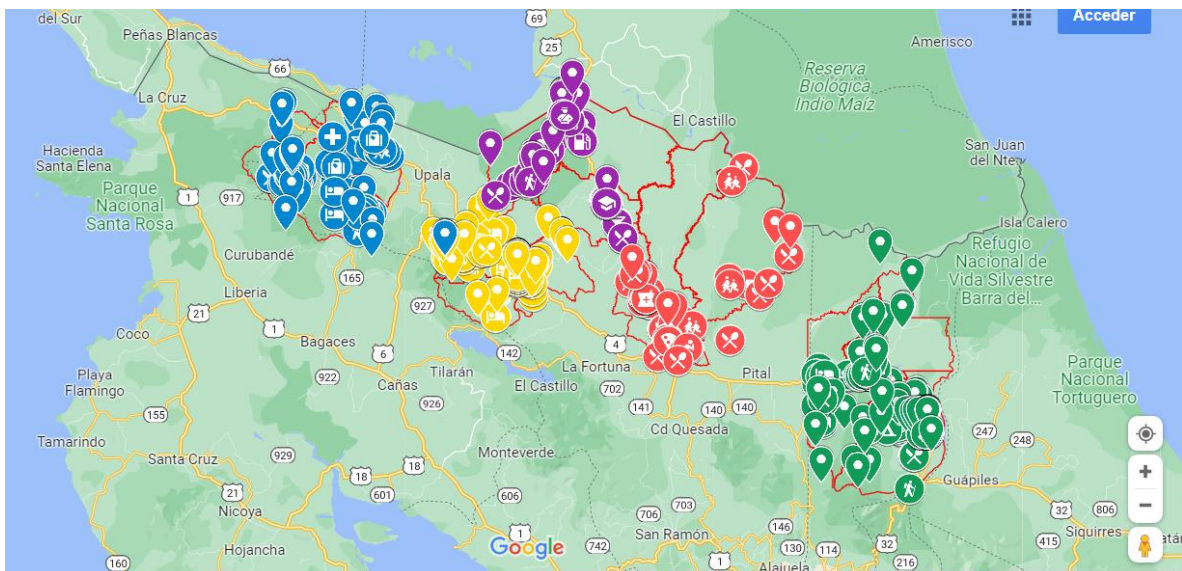 del Sur
Peñas Blancas
69
Acceder
25
Amerisco
66
La Cruz
Reserva
Biológica
Indio Maíz
El Castillo
Hacienda
Santa Elena
San Juan
del Nte
Upala
Parque
Nacional
Santa Rosa
1
917
Isla Calero
Refugio
Nacional de
Vida Silvestre
Barra del...
Curubandé
165
Liberia
927
21
Coco
1
Bagaces
6
4
142
La Fortuna
Pital
Playa
Flamingo
922
Cañas
Tilarán
El Castillo
702
Parque
Nacional
Tortuguero
155
926
141
140
140
Cd Quesada
247
248
Tamarindo
929
Santa Cruz
18
18
Monteverde
Guápiles
21
601
606
703
32
806
Nicoya
706
146
Siquirres
Hojancha
Google
1
742
San Ramón
130
114
32
415
160
1
Alajuela
216